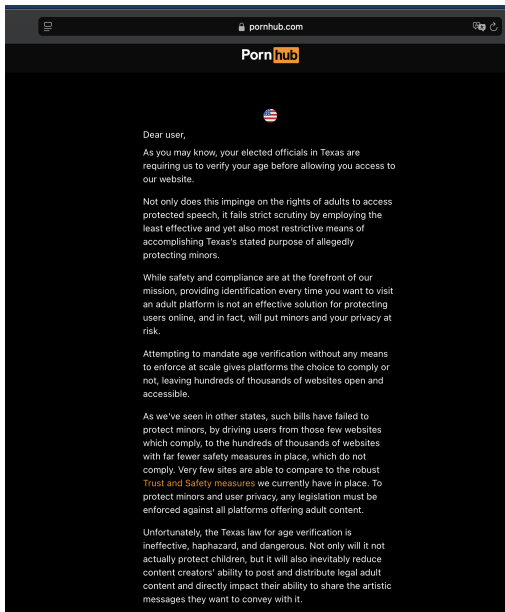 pornhub.com
Pornhub
Dear user,
As you may know, your elected officials in Texas are
requiring us to verify your age before allowing you access to
our website.
Not only does this impinge on the rights of adults to access
protected speech, it fails strict scrutiny by employing the
least effective and yet also most restrictive means of
accomplishing Texas's stated purpose of allegedly
protecting minors.
While safety and compliance are at the forefront of our
mission, providing identification every time you want to visit
an adult platform is not an effective solution for protecting
users online, and in fact, will put minors and your privacy at
risk.
Attempting to mandate age verification without any means
to enforce at scale gives platforms the choice to comply or
not, leaving hundreds of thousands of websites open and
accessible.
As we've seen in other states, such bills have failed to
protect minors, by driving users from those few websites
which comply, to the hundreds of thousands of websites
with far fewer safety measures in place, which do not
comply. Very few sites are able to compare to the robust
Trust and Safety measures we currently have in place. To
protect minors and user privacy, any legislation must be
enforced against all platforms offering adult content.
Unfortunately, the Texas law for age verification is
ineffective, haphazard, and dangerous. Not only will it not
actually protect children, but it will also inevitably reduce
content creators' ability to post and distribute legal adult
content and directly impact their ability to share the artistic
messages they want to convey with it.